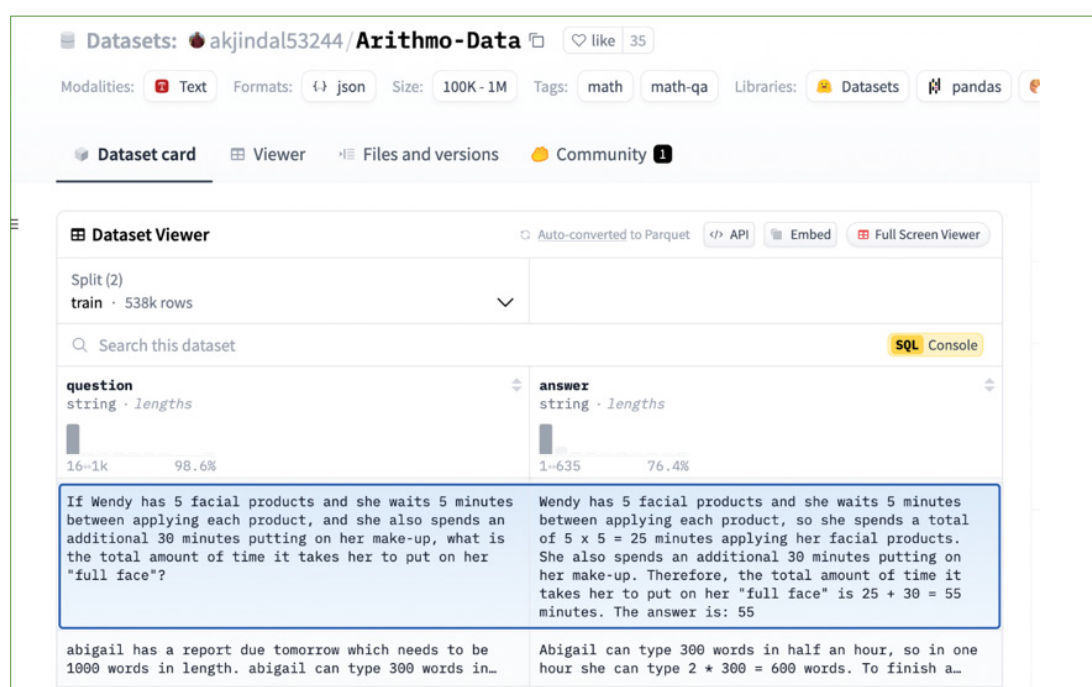 Datasets: akjindal53244/Arithmo-Data like 35
Modalities: Text Formats: json Size: 100K - 1M Tags: math math-qa Libraries: Datasets pandas
Dataset card Viewer Files and versions Community 1
Dataset Viewer Auto-converted to Parquet </> API Embed Full Screen Viewer
Split (2)
train · 538k rows
Search this dataset SQL Console
question answer
string · lengths string · lengths
16↔1k 98.6% 1↔635 76.4%
If Wendy has 5 facial products and she waits 5 minutes
between applying each product, and she also spends an
additional 30 minutes putting on her make-up, what is
the total amount of time it takes her to put on her
"full face"?
Wendy has 5 facial products and she waits 5 minutes
between applying each product, so she spends a total
of 5 x 5 = 25 minutes applying her facial products.
She also spends an additional 30 minutes putting on
her make-up. Therefore, the total amount of time it
takes her to put on her "full face" is 25 + 30 = 55
minutes. The answer is: 55
abigail has a report due tomorrow which needs to be
1000 words in length. abigail can type 300 words in…
Abigail can type 300 words in half an hour, so in one
hour she can type 2 * 300 = 600 words. To finish a…